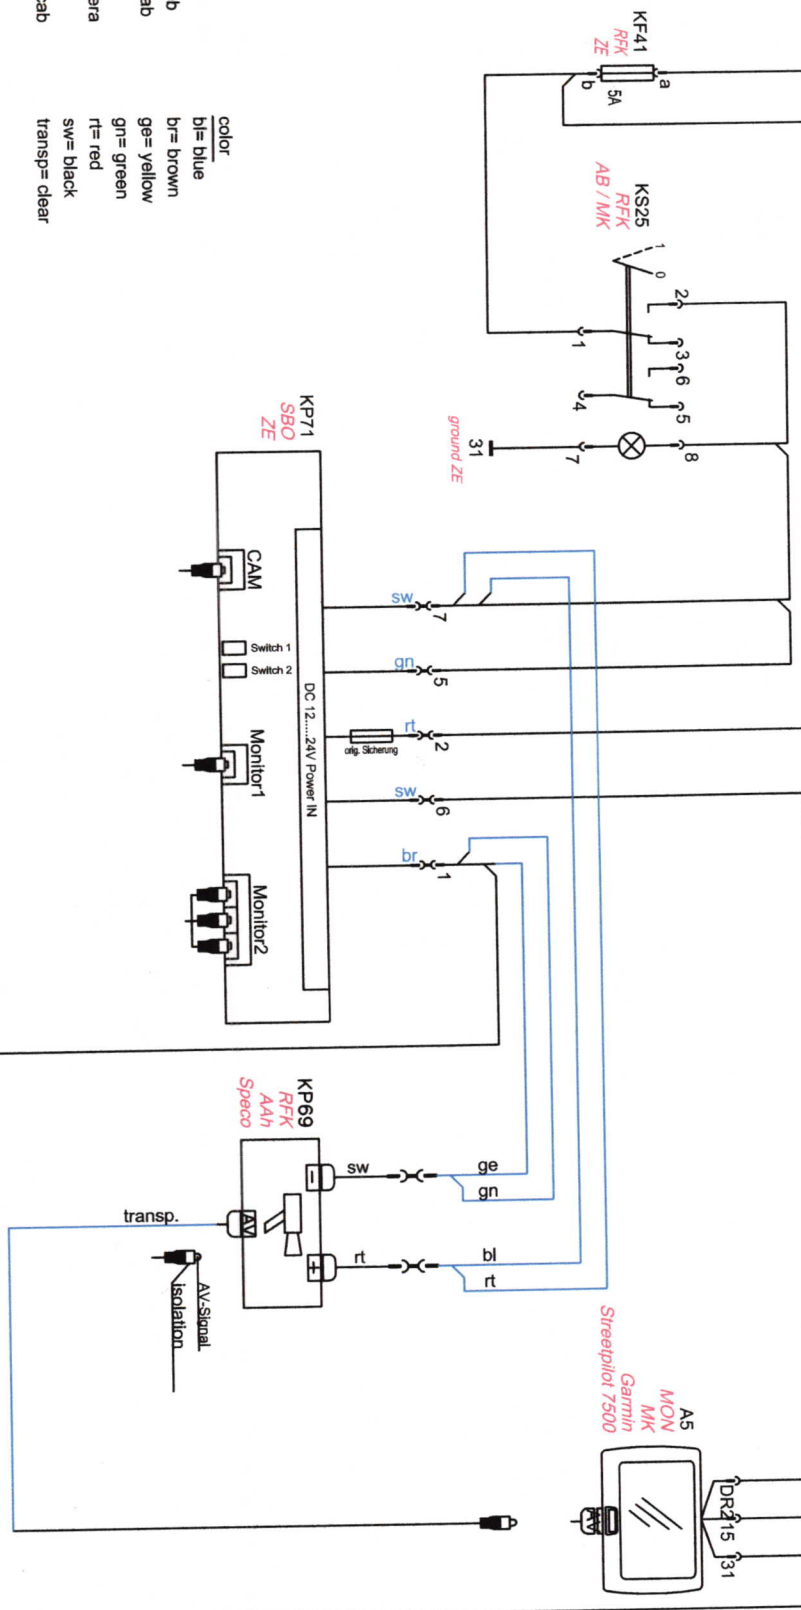 KF41
RFK
ZE
5A
a
b
KS25
RFK
AB / MK
1
0
2
3
6
5
1
4
8
7
31
ground ZE
color
bl= blue
br= brown
ge= yellow
gn= green
rt= red
sw= black
transp= clear
b
ab
era
cab
KP71
SBO
ZE
CAM
Switch 1
Switch 2
Monitor1
Monitor2
DC 12.....24V Power IN
sw
7
gn
5
rt
2
orig. Sicherung
sw
6
br
1
KP69
RFK
AAh
Speco
-
+
AV
sw
rt
ge
gn
bl
rt
transp.
AV-Signal
isolation
A5
MON
MK
Garmin
Streetpilot 7500
DR2
15
31
AV